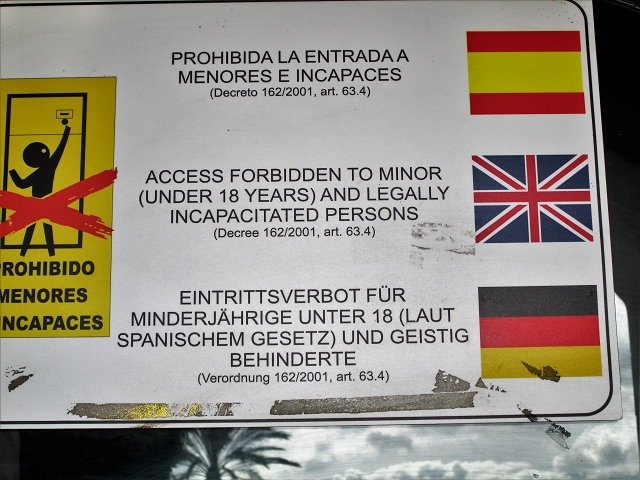 PROHIBIDA LA ENTRADA A
MENORES E INCAPACES
(Decreto 162/2001, art. 63.4)
ACCESS FORBIDDEN TO MINOR
(UNDER 18 YEARS) AND LEGALLY
INCAPACITATED PERSONS
(Decree 162/2001, art. 63.4)
EINTRITTSVERBOT FÜR
MINDERJÄHRIGE UNTER 18 (LAUT
SPANISCHEM GESETZ) UND GEISTIG
BEHINDERTE
(Verordnung 162/2001, art. 63.4)
PROHIBIDO
MENORES
INCAPACES